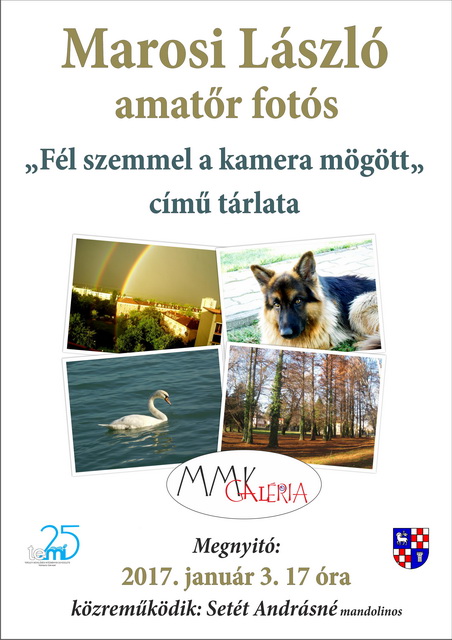 Marosi László
amatőr fotós
„Fél szemmel a kamera mögött„
című tárlata
MMK
GALÉRIA
25
temi
Megnyitó:
2017. január 3. 17 óra
közreműködik: Setét Andrásné mandolinos